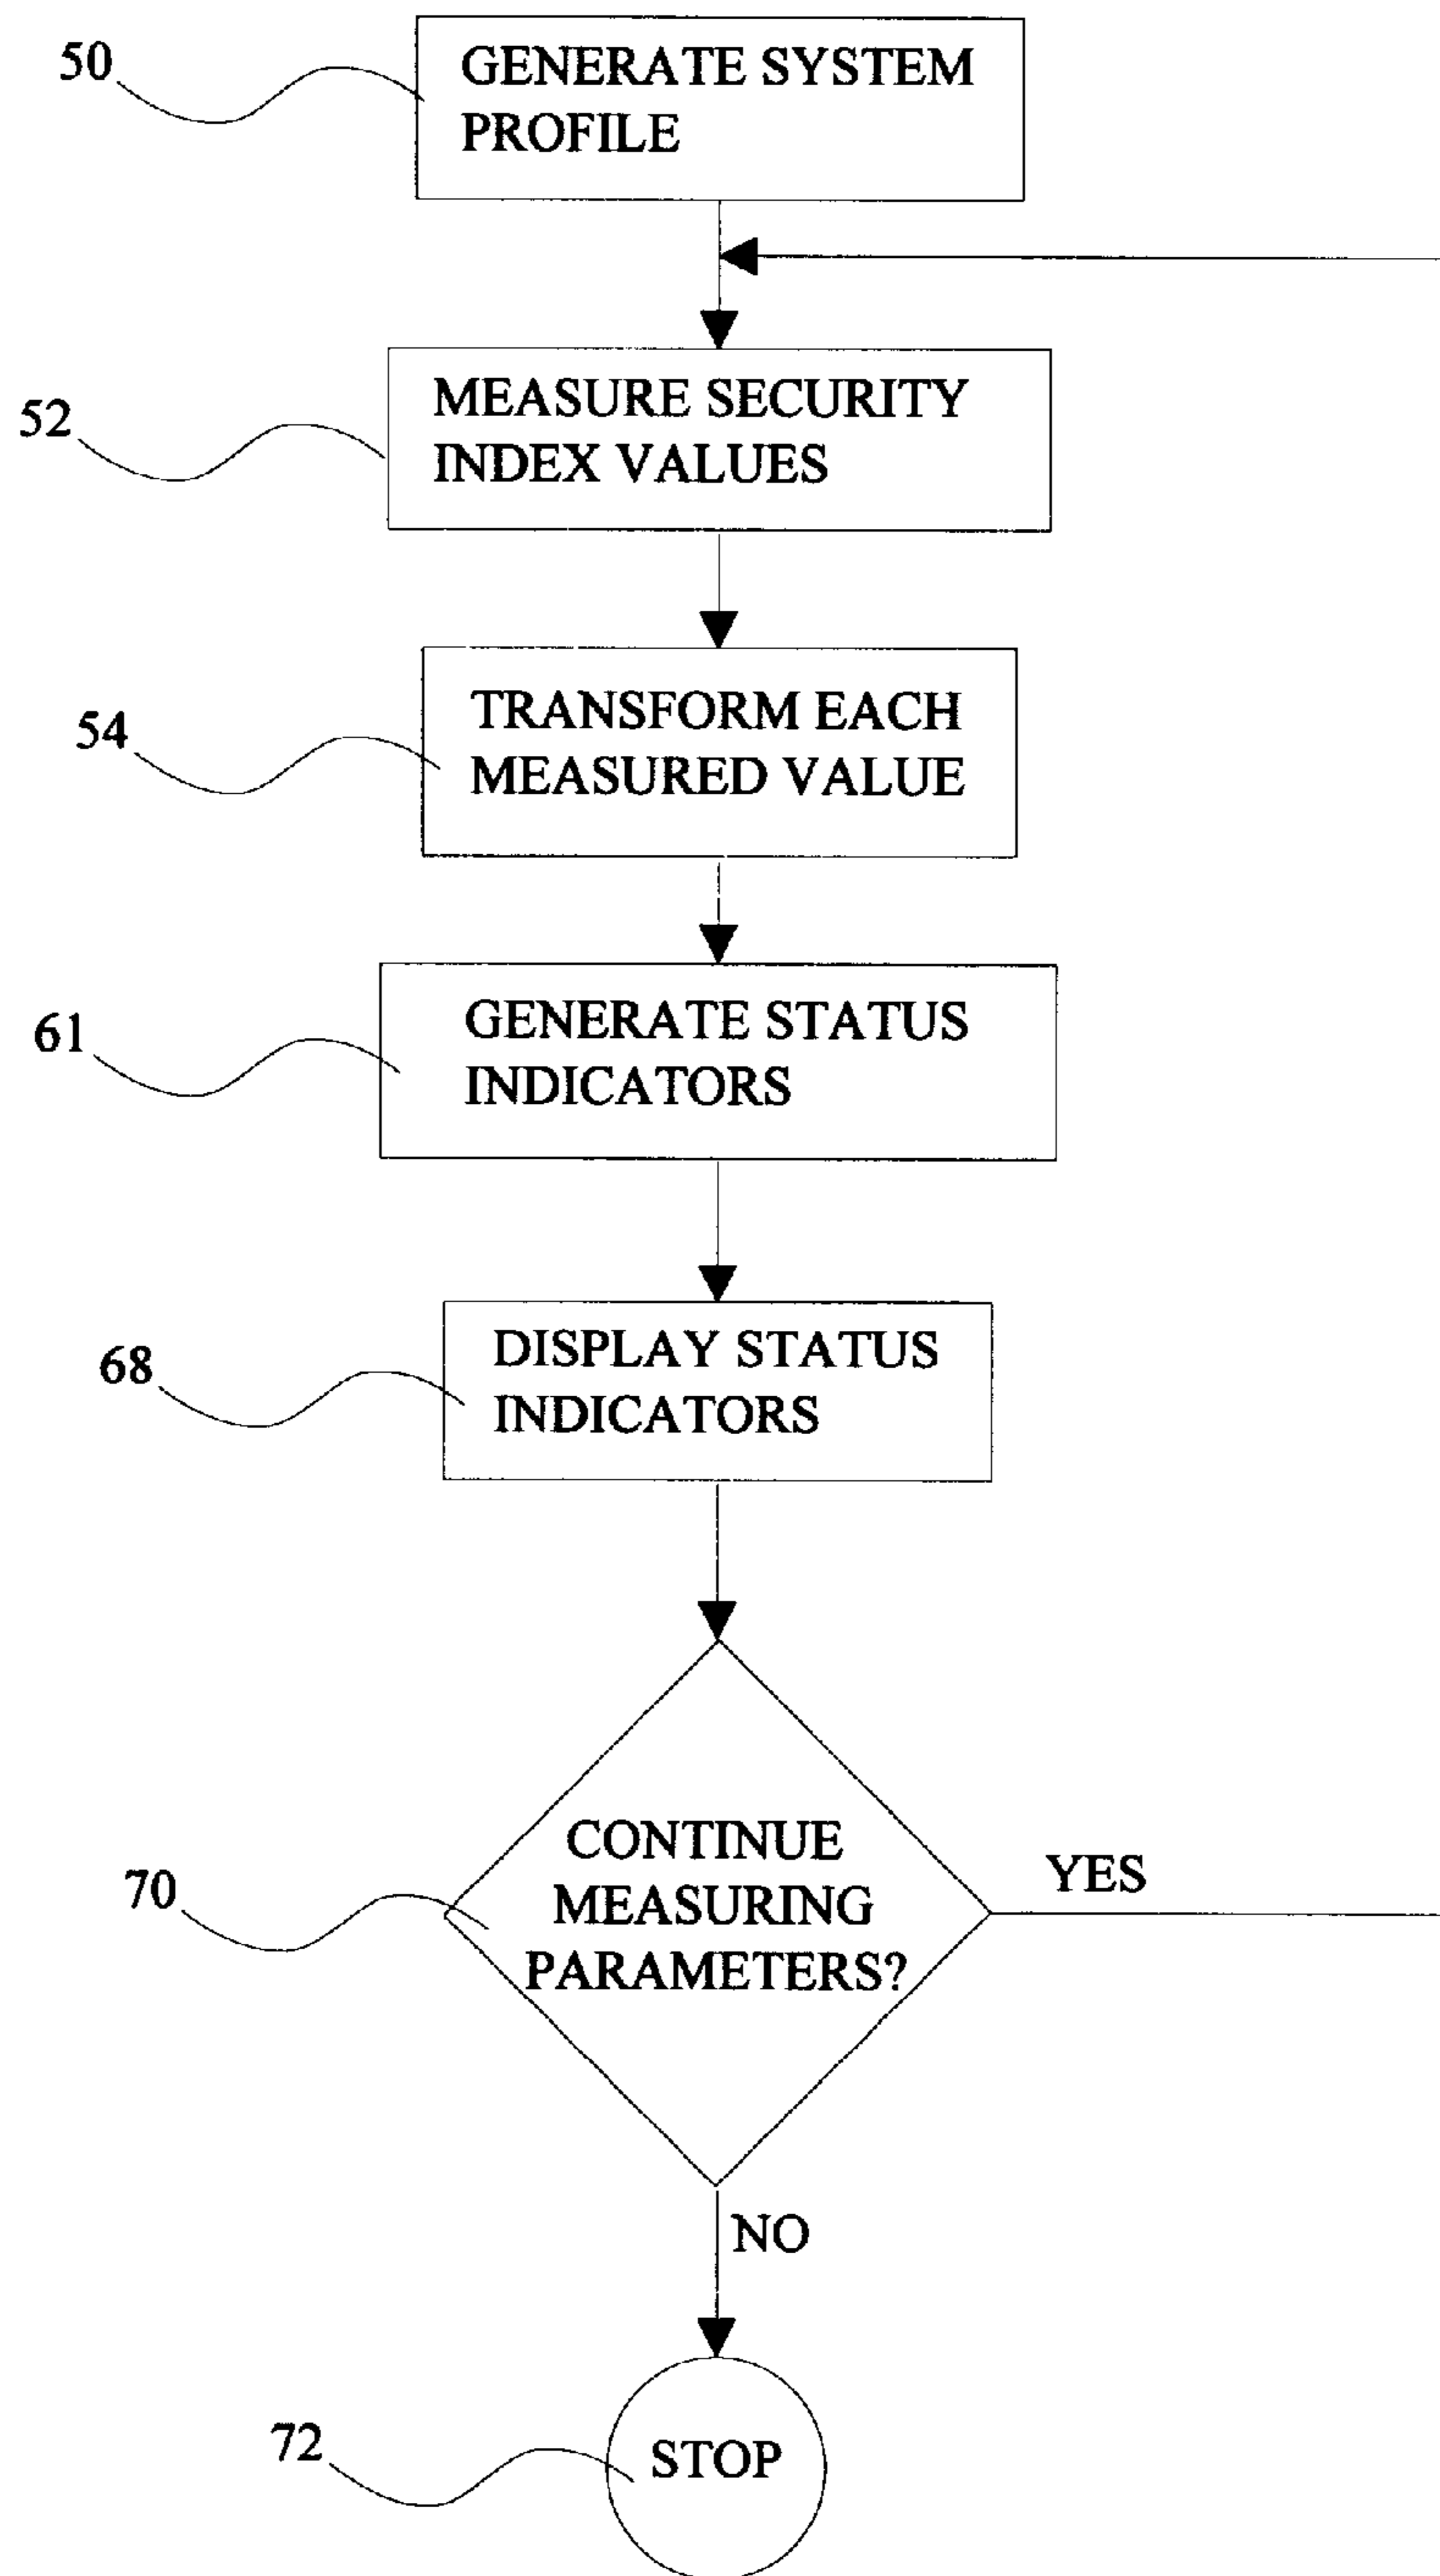 50
GENERATE SYSTEM
PROFILE
52
MEASURE SECURITY
INDEX VALUES
54
TRANSFORM EACH
MEASURED VALUE
61
GENERATE STATUS
INDICATORS
68
DISPLAY STATUS
INDICATORS
70
CONTINUE
MEASURING
PARAMETERS?
YES
NO
72
STOP